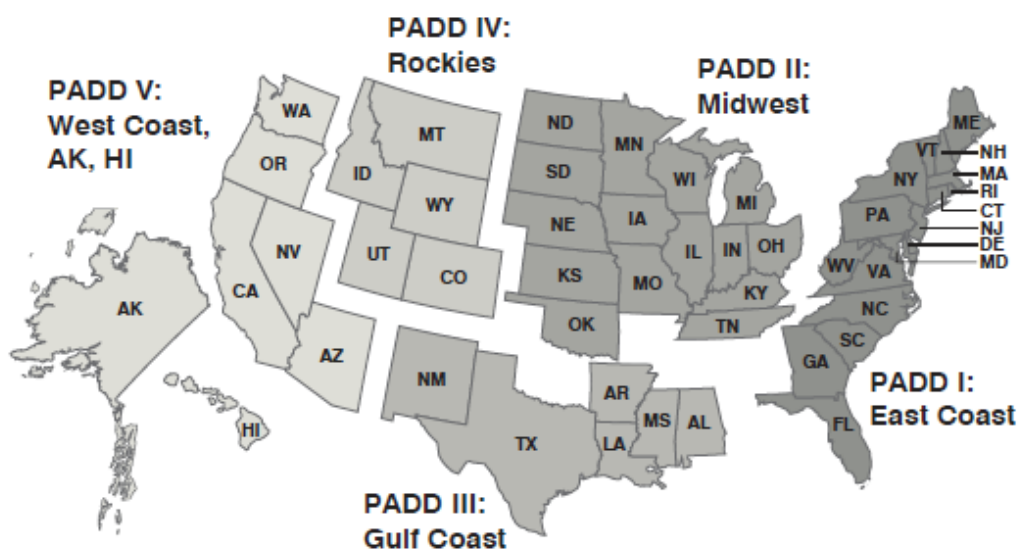 PADD IV:
Rockies
PADD II:
Midwest
PADD V:
West Coast,
AK, HI
WA
OR
CA
NV
AZ
AK
HI
MT
ID
WY
UT
CO
ND
SD
NE
KS
OK
MN
IA
MO
WI
IL
MI
IN
OH
KY
TN
NM
TX
AR
LA
MS
AL
ME
VT
NH
MA
RI
CT
NJ
DE
MD
NY
PA
WV
VA
NC
SC
GA
FL
PADD I:
East Coast
PADD III:
Gulf Coast